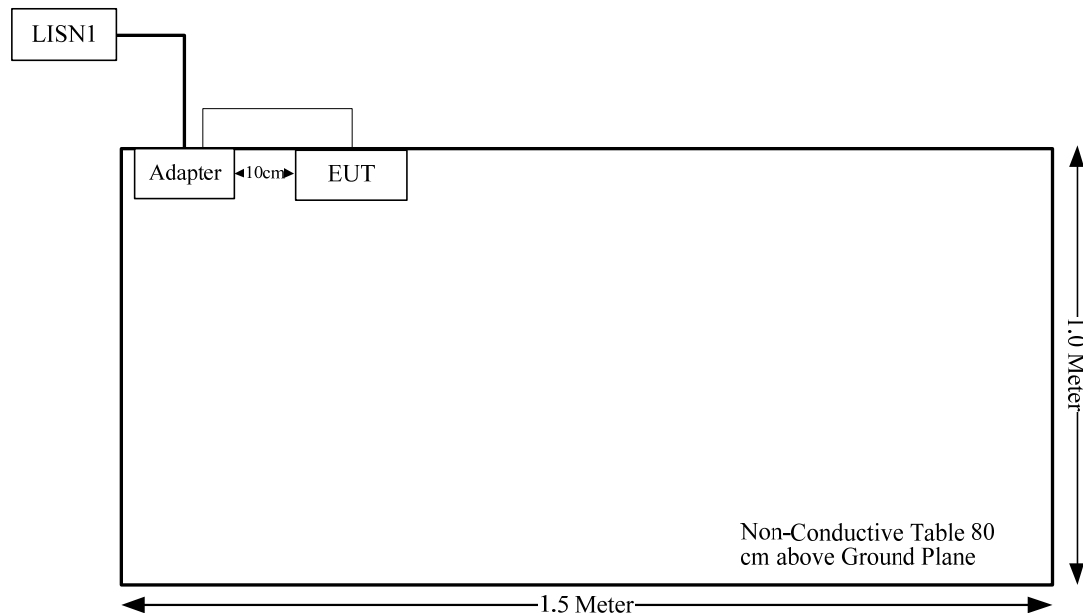 LISN1
Adapter
10cm
EUT
1.0 Meter
Non-Conductive Table 80
cm above Ground Plane
1.5 Meter